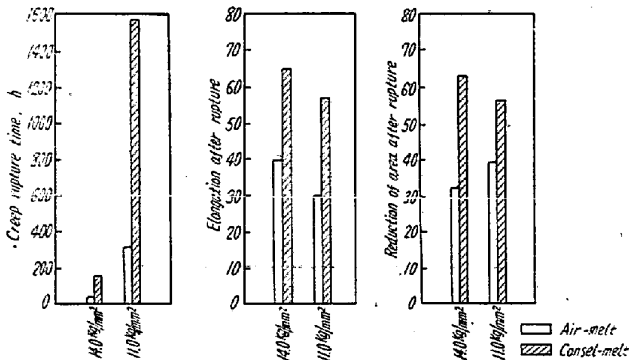 Creep rupture time, h
1600
1400
1200
1000
800
600
400
200
0
14.0 Kg/mm²
11.0 Kg/mm²
Elongation after rupture
80
70
60
50
40
30
20
10
0
14.0 Kg/mm²
11.0 Kg/mm²
Reduction of area after rupture
80
70
60
50
40
30
20
10
0
14.0 Kg/mm²
11.0 Kg/mm²
Air-melt
Consel-melt